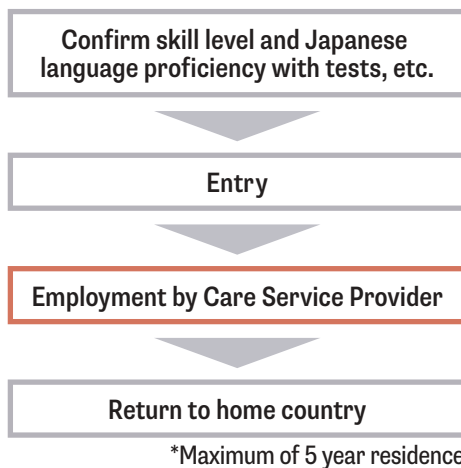 Confirm skill level and Japanese
language proficiency with tests, etc.
Entry
Employment by Care Service Provider
Return to home country
*Maximum of 5 year residence